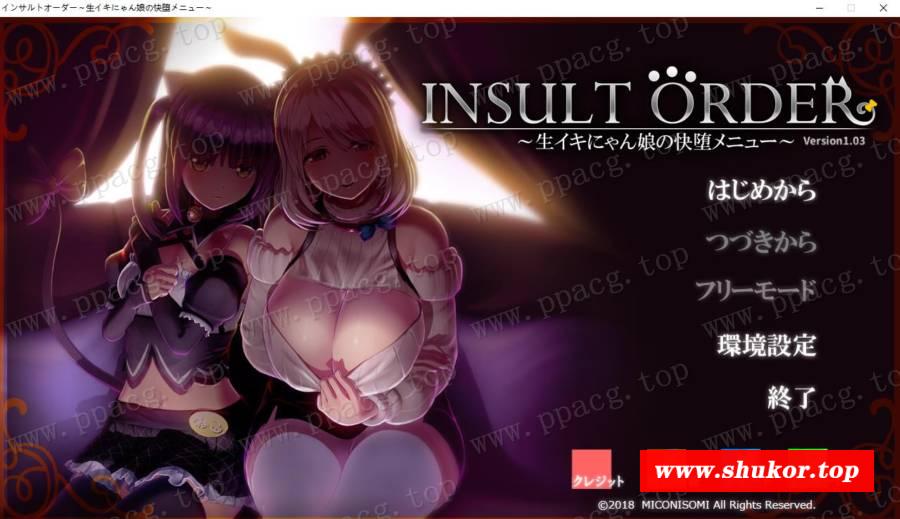 インサルトオーダー～生イキにゃん娘の快堕メニュー～
INSULT ORDER
～生イキにゃん娘の快堕メニュー～ Version1.03
はじめから
つづきから
フリーモード
環境設定
終了
クレジット
www.shukor.top
©2018 MICONISOMI All Rights Reserved.
www.ppacg.top